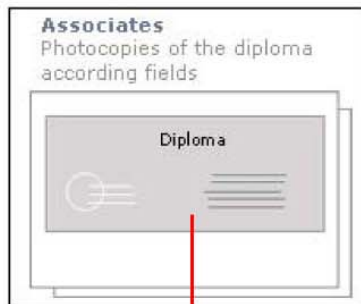 Associates
Photocopies of the diploma
according fields
Diploma